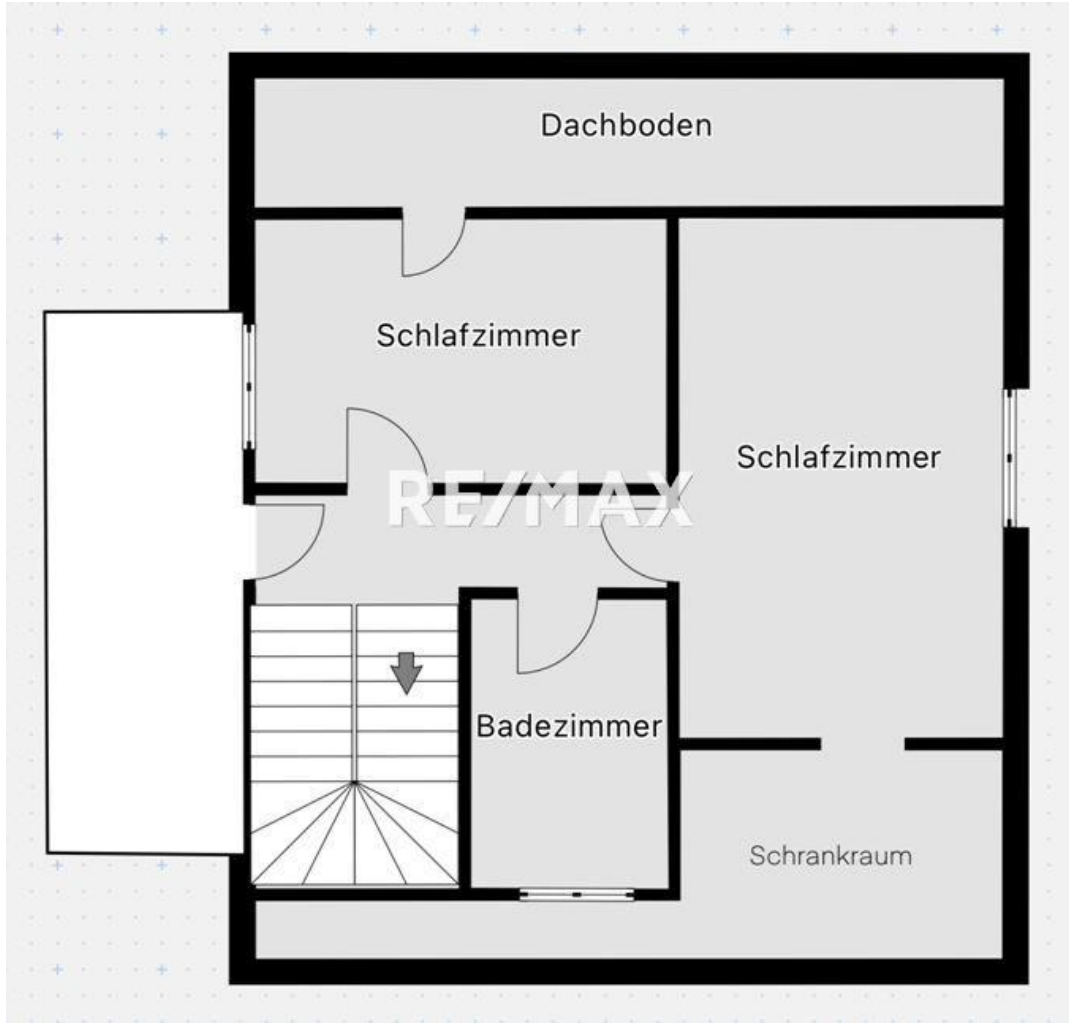 Dachboden
Schlafzimmer
Schlafzimmer
RE/MAX
Badezimmer
Schrankraum